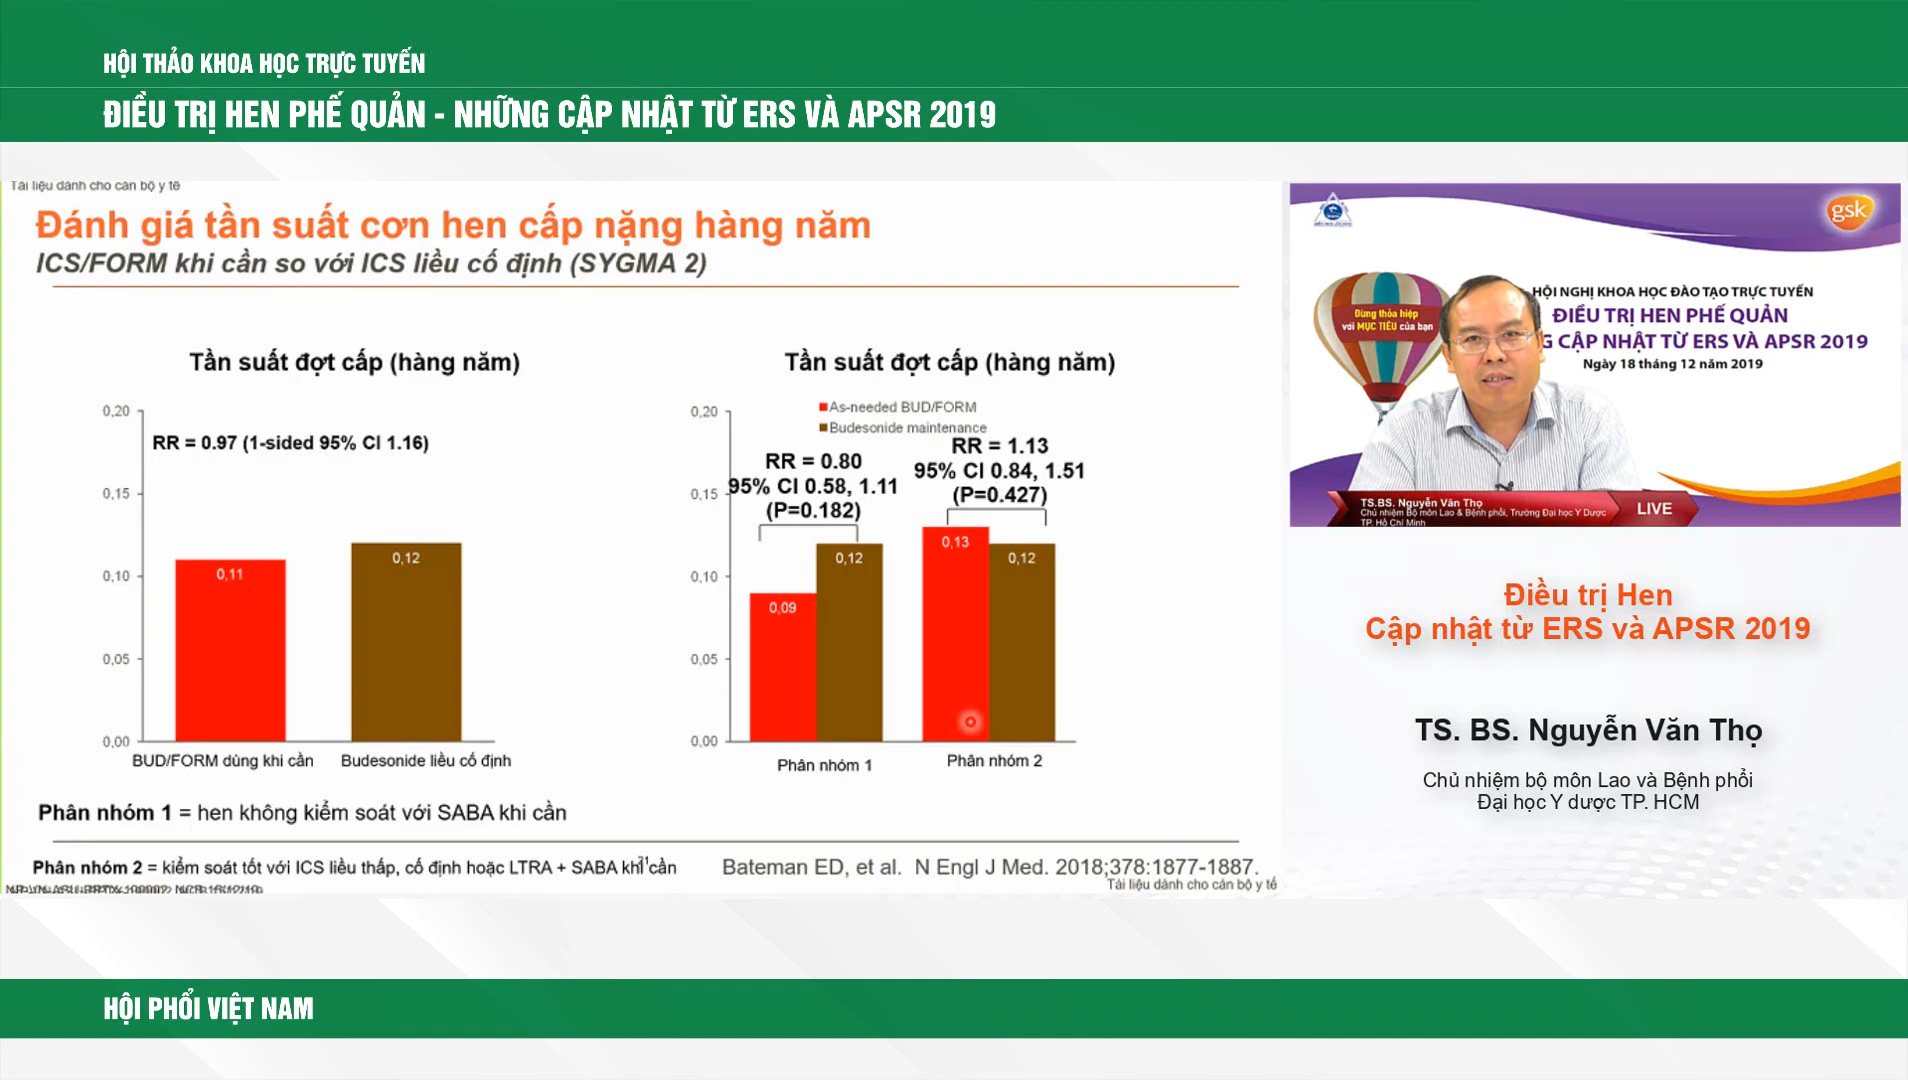 HỘI THẢO KHOA HỌC TRỰC TUYẾN
ĐIỀU TRỊ HEN PHẾ QUẢN - NHỮNG CẬP NHẬT TỪ ERS VÀ APSR 2019
Tài liệu dành cho cán bộ y tế
Đánh giá tần suất cơn hen cấp nặng hàng năm
ICS/FORM khi cần so với ICS liều cố định (SYGMA 2)
Tần suất đợt cấp (hàng năm)
0,20
RR = 0.97 (1-sided 95% CI 1.16)
0,15
0,10
0,05
0,00
0,11
0,12
BUD/FORM dùng khi cần
Budesonide liều cố định
Tần suất đợt cấp (hàng năm)
As-needed BUD/FORM
Budesonide maintenance
0,20
0,15
0,10
0,05
0,00
RR = 0.80
95% CI 0.58, 1.11
(P=0.182)
RR = 1.13
95% CI 0.84, 1.51
(P=0.427)
0,09
0,12
0,13
0,12
Phân nhóm 1
Phân nhóm 2
Phân nhóm 1 = hen không kiểm soát với SABA khi cần
Phân nhóm 2 = kiểm soát tốt với ICS liều thấp, cố định hoặc LTRA + SABA khi cần
Bateman ED, et al. N Engl J Med. 2018;378:1877-1887.
Tài liệu dành cho cán bộ y tế
gsk
HỘI NGHỊ KHOA HỌC ĐÀO TẠO TRỰC TUYẾN
ĐIỀU TRỊ HEN PHẾ QUẢN
G CẬP NHẬT TỪ ERS VÀ APSR 2019
Ngày 18 tháng 12 năm 2019
Đừng thỏa hiệp
với MỤC TIÊU của bạn
TS.BS. Nguyễn Văn Thọ
Chủ nhiệm Bộ môn Lao & Bệnh phổi, Trường Đại học Y Dược
TP. Hồ Chí Minh
LIVE
Điều trị Hen
Cập nhật từ ERS và APSR 2019
TS. BS. Nguyễn Văn Thọ
Chủ nhiệm bộ môn Lao và Bệnh phổi
Đại học Y dược TP. HCM
HỘI PHỔI VIỆT NAM